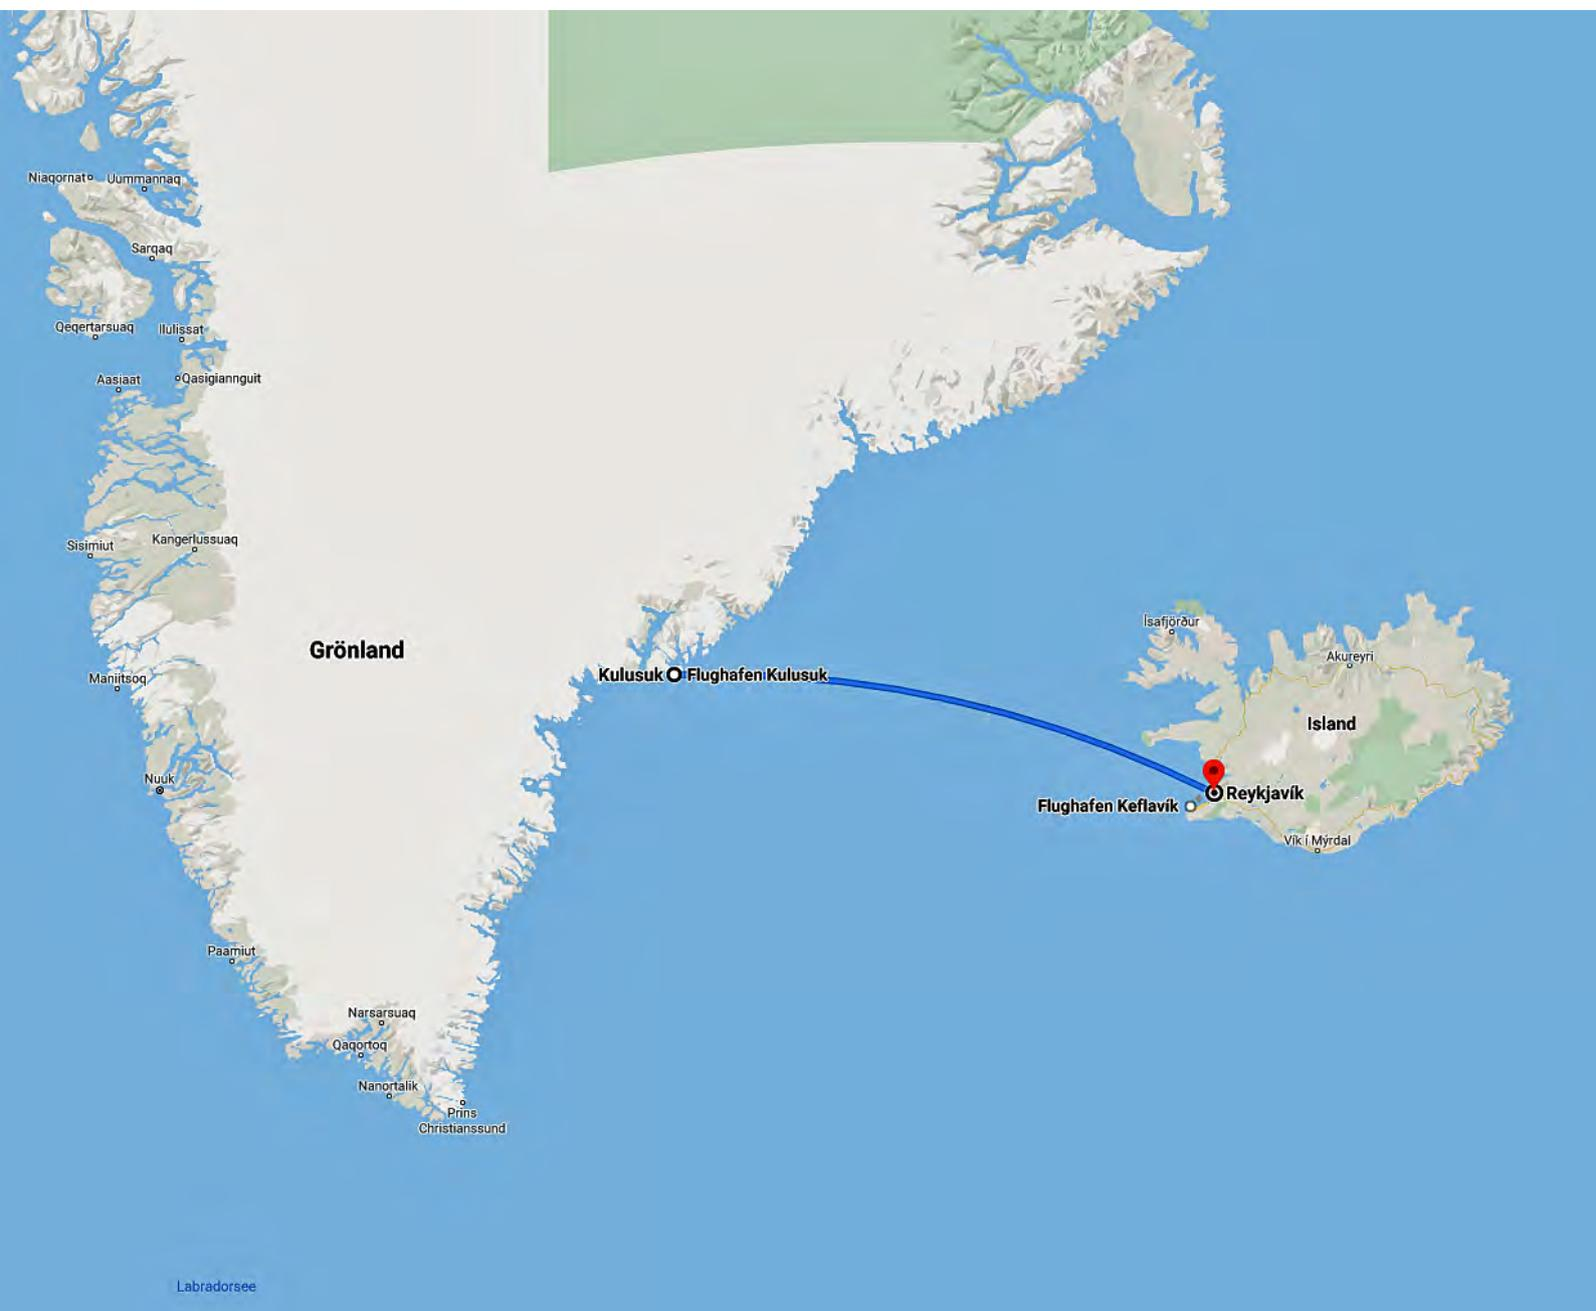 Niaqornat
Uummannaq
Sarqaq
Qeqertarsuaq
Ilulissat
Aasiaat
Qasigiannguit
Sisimiut
Kangerlussuaq
Ísafjörður
Grönland
Akureyri
Kulusuk
Flughafen Kulusuk
Maniitsoq
Island
Nuuk
Reykjavík
Flughafen Keflavík
Vík í Mýrdal
Paamiut
Narsarsuaq
Qaqortoq
Nanortalik
Prins
Christianssund
Labradorsee